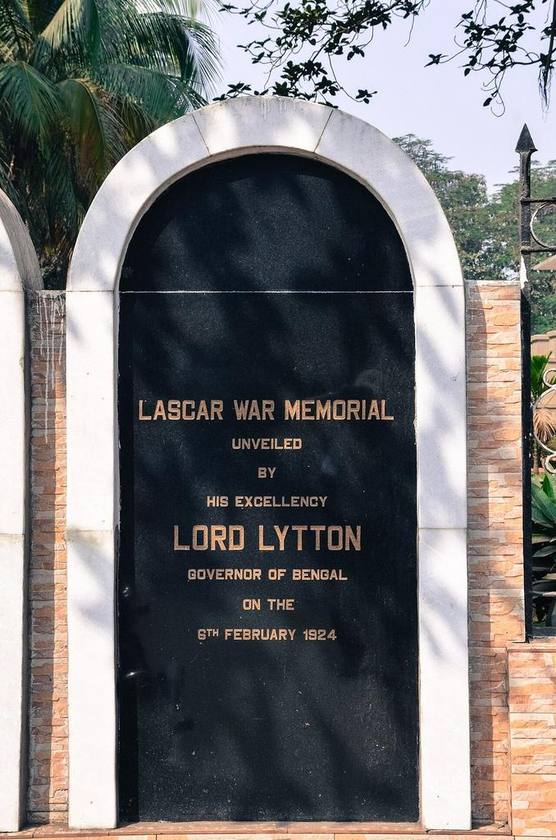 LASCAR WAR MEMORIAL
UNVEILED
BY
HIS EXCELLENCY
LORD LYTTON
GOVERNOR OF BENGAL
ON THE
6TH FEBRUARY 1924